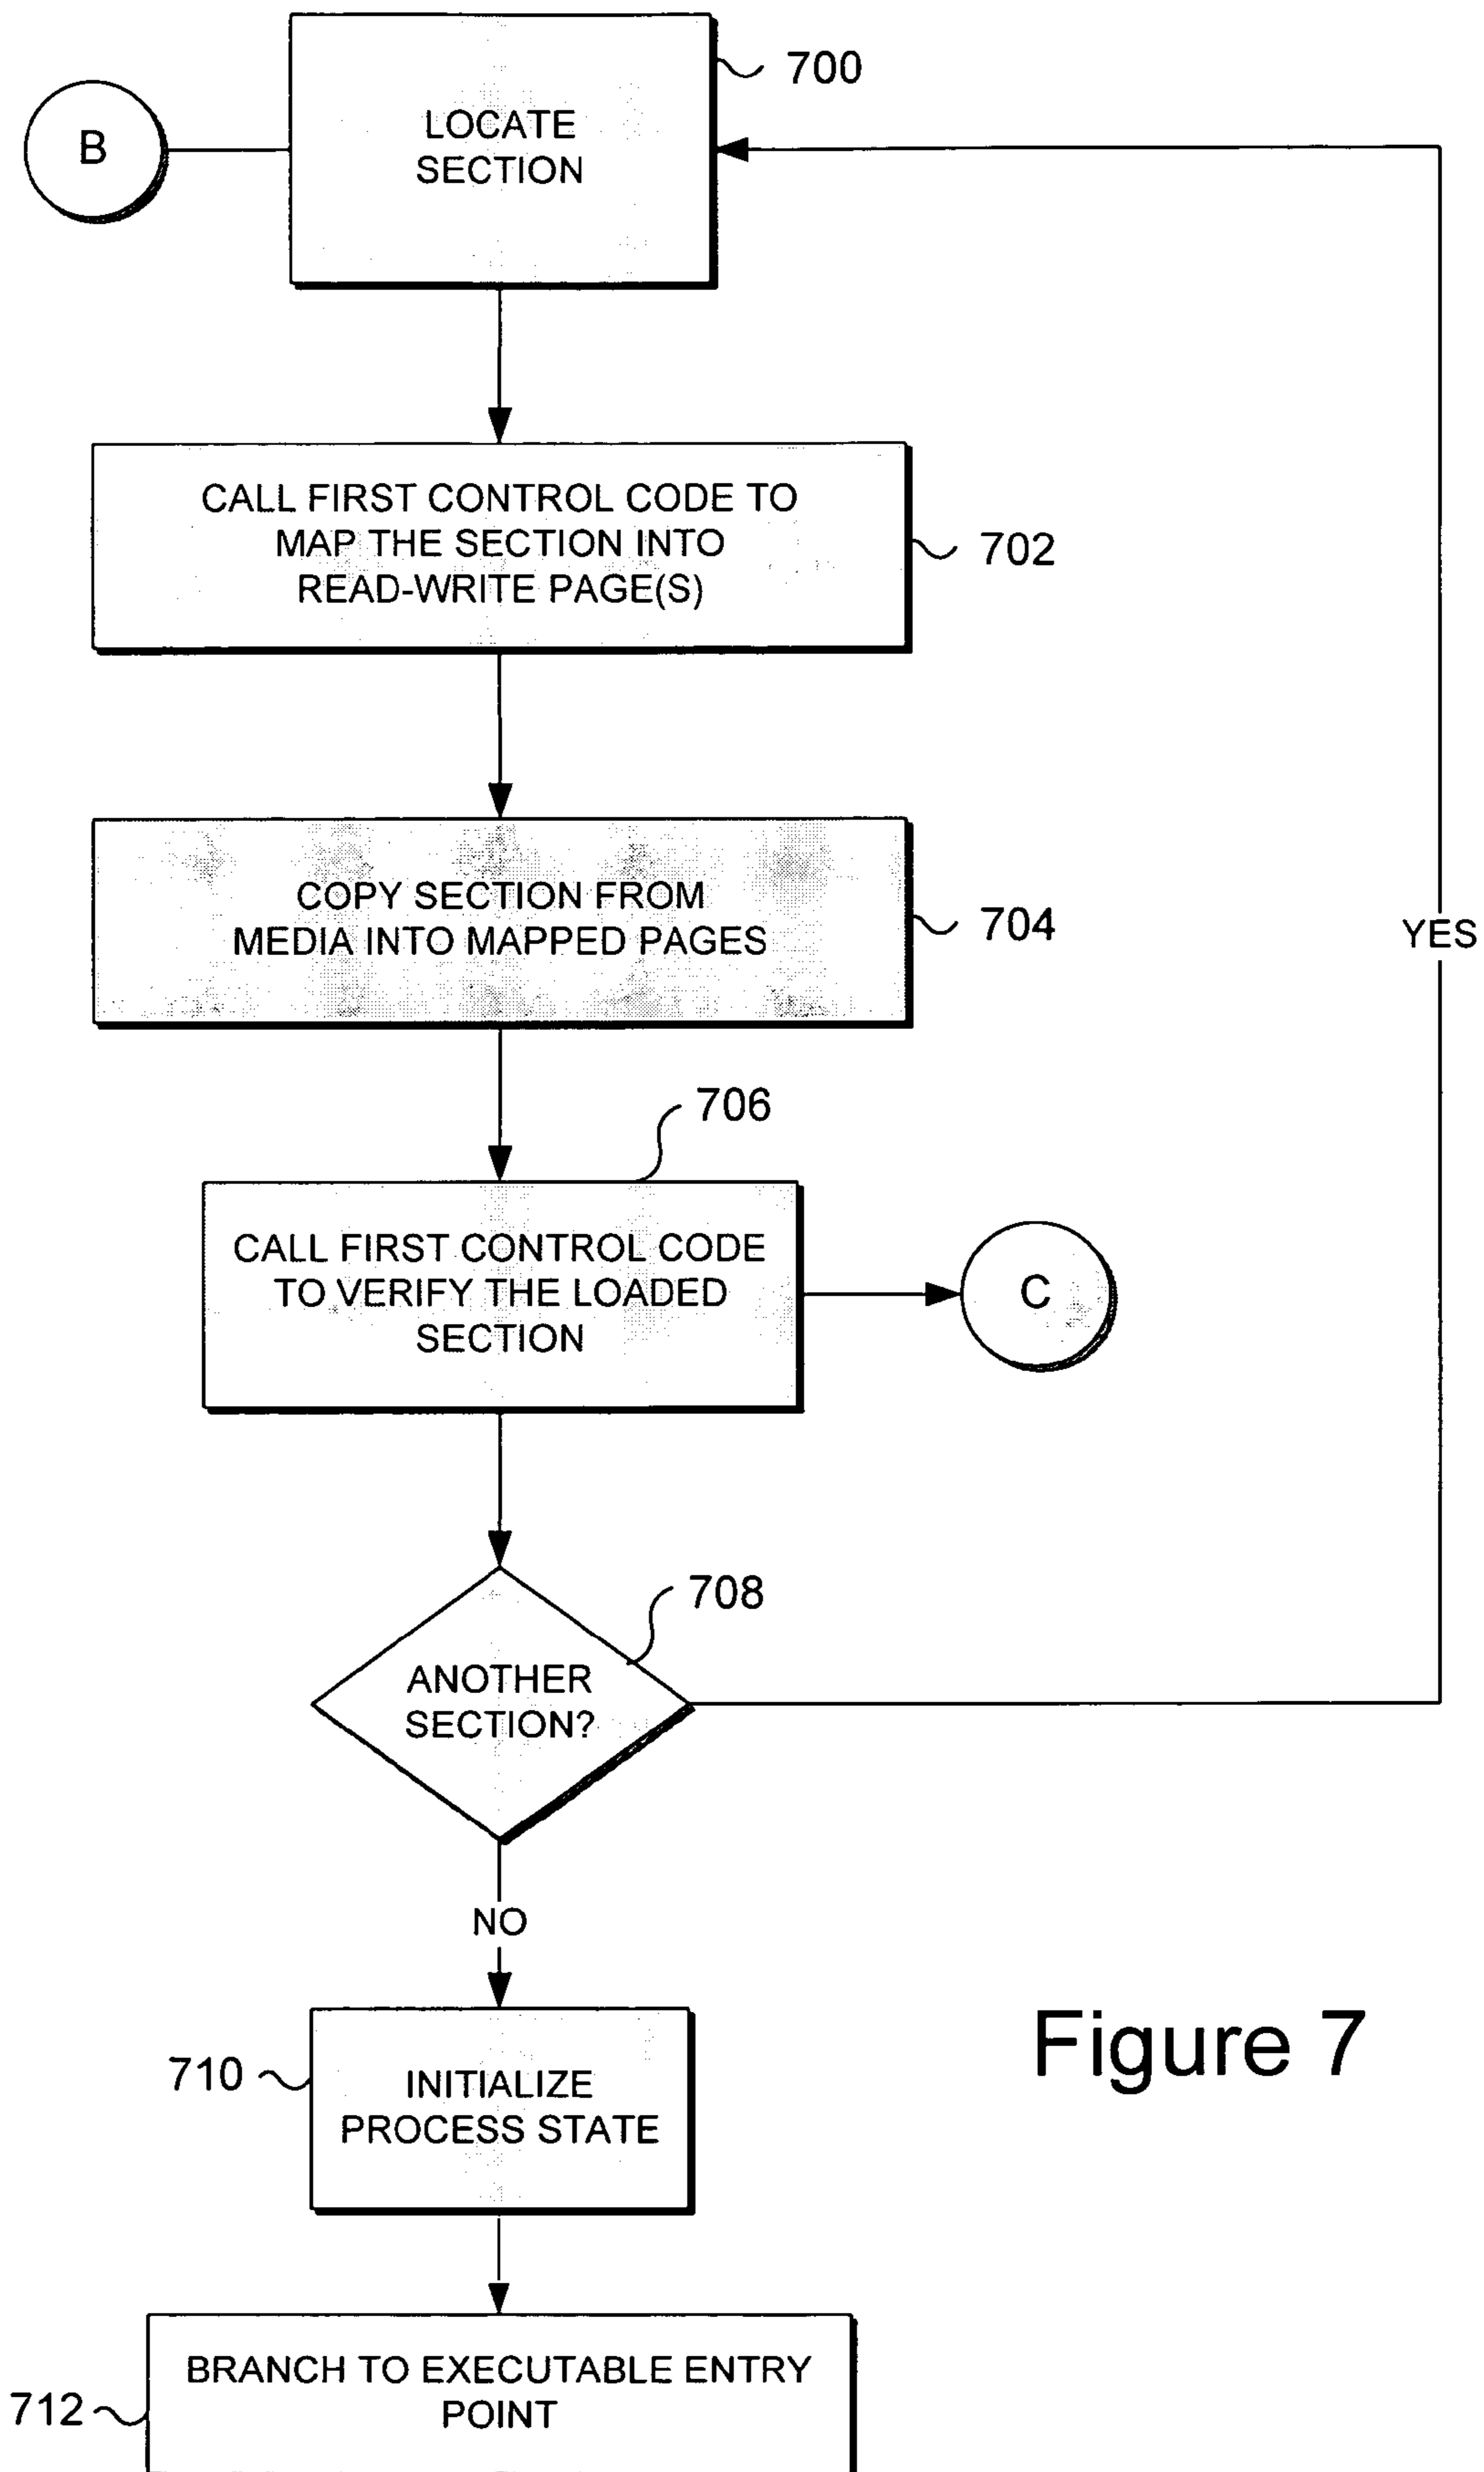 700
B
LOCATE
SECTION
CALL FIRST CONTROL CODE TO
MAP THE SECTION INTO
READ-WRITE PAGE(S)
702
COPY SECTION FROM
MEDIA INTO MAPPED PAGES
704
YES
706
CALL FIRST CONTROL CODE
TO VERIFY THE LOADED
SECTION
C
708
ANOTHER
SECTION?
NO
710
INITIALIZE
PROCESS STATE
Figure 7
712
BRANCH TO EXECUTABLE ENTRY
POINT